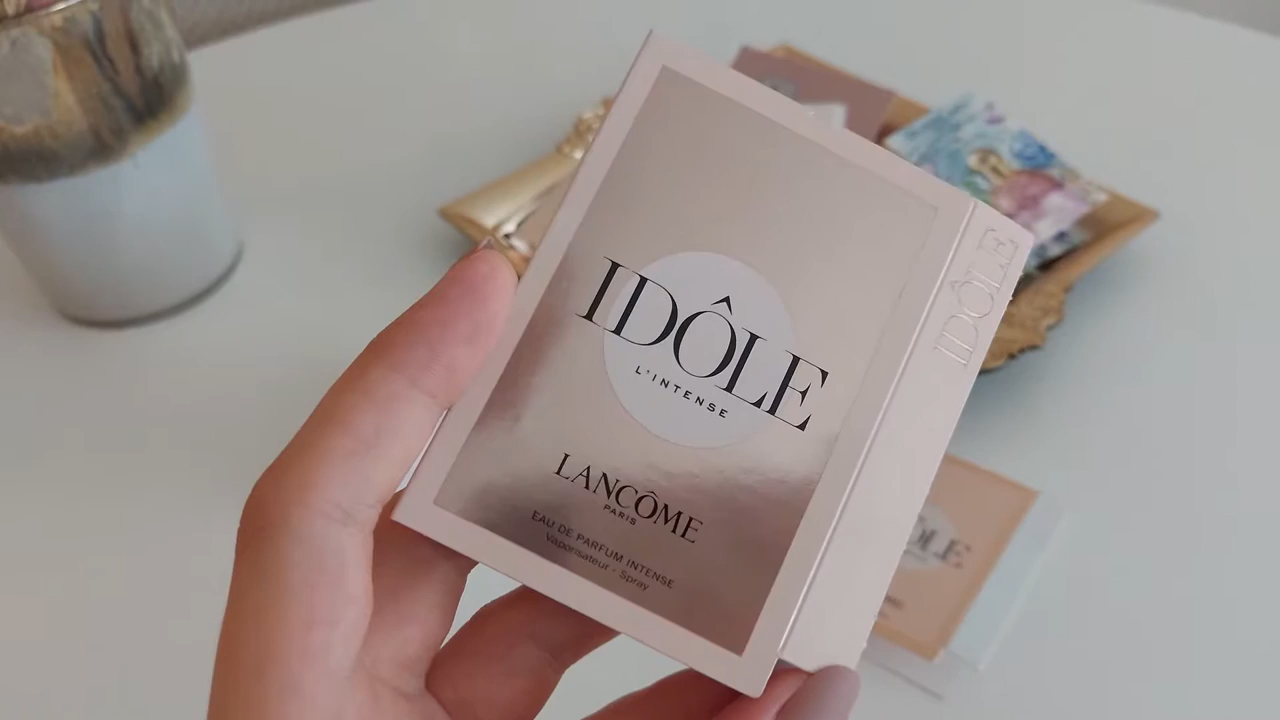 IDÔLE
L'INTENSE
LANCÔME
PARIS
EAU DE PARFUM INTENSE
Vaporisateur - Spray
IDÔLE